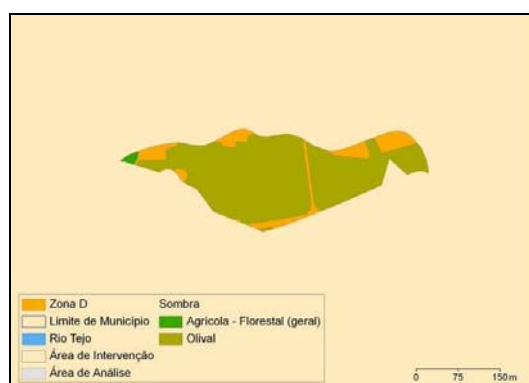 Zona D
Limite de Município
Rio Tejo
Área de Intervenção
Área de Análise
Sombra
Agrícola - Florestal (geral)
Olival
0 75 150 m